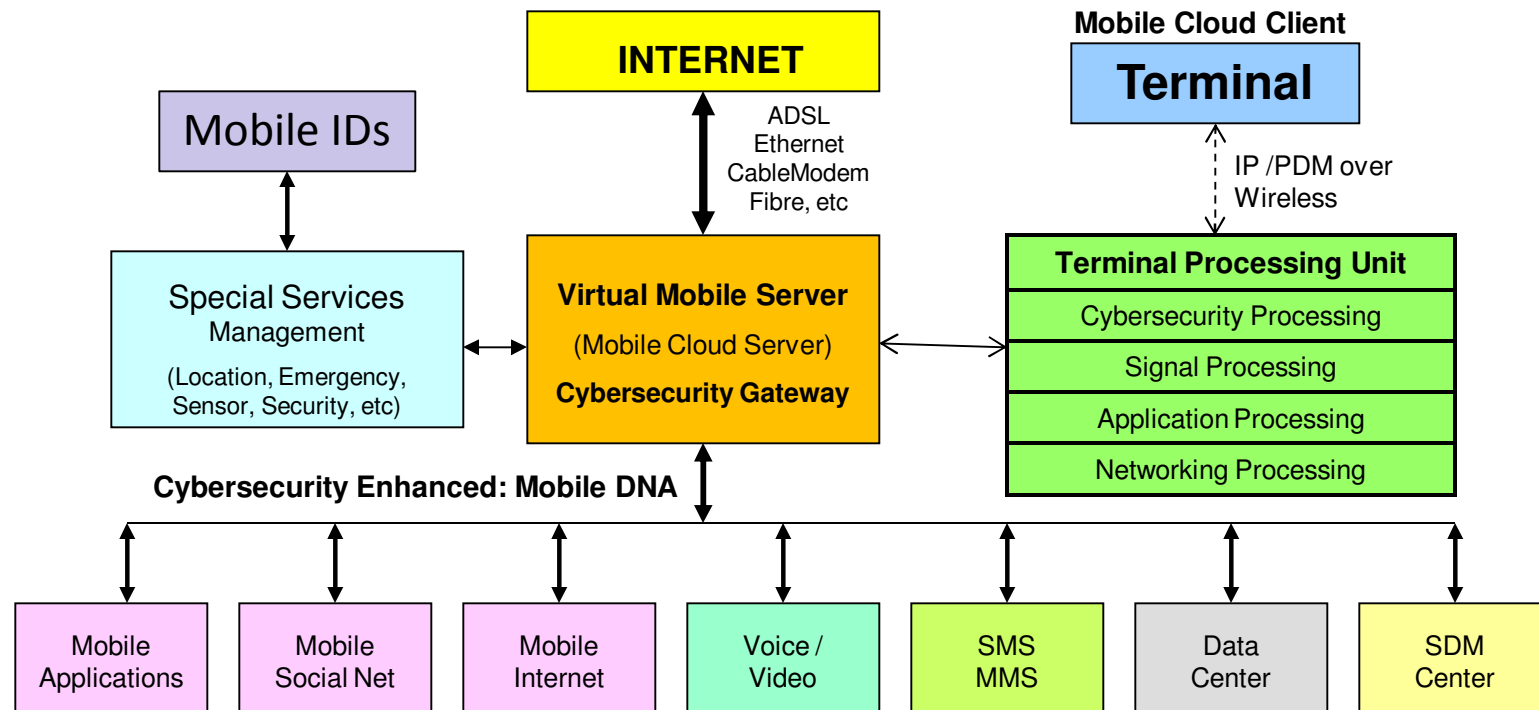 Mobile Cloud Client
INTERNET
Terminal
Mobile IDs
ADSL
Ethernet
CableModem
Fibre, etc
IP /PDM over
Wireless
Special Services
Management
(Location, Emergency,
Sensor, Security, etc)
Virtual Mobile Server
(Mobile Cloud Server)
Cybersecurity Gateway
Terminal Processing Unit
Cybersecurity Processing
Signal Processing
Application Processing
Networking Processing
Cybersecurity Enhanced: Mobile DNA
Mobile
Applications
Mobile
Social Net
Mobile
Internet
Voice /
Video
SMS
MMS
Data
Center
SDM
Center